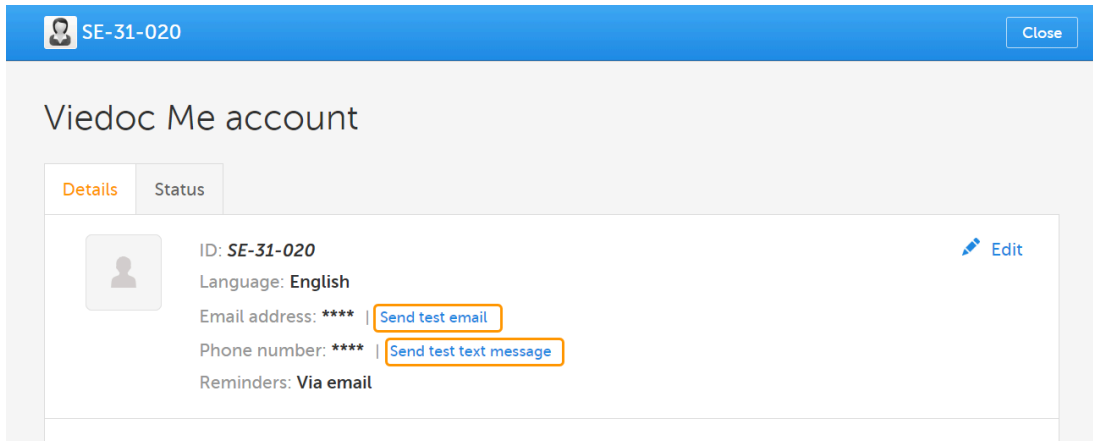 SE-31-020
Close
Viedoc Me account
Details
Status
ID: SE-31-020
Edit
Language: English
Email address: **** | Send test email
Phone number: **** | Send test text message
Reminders: Via email